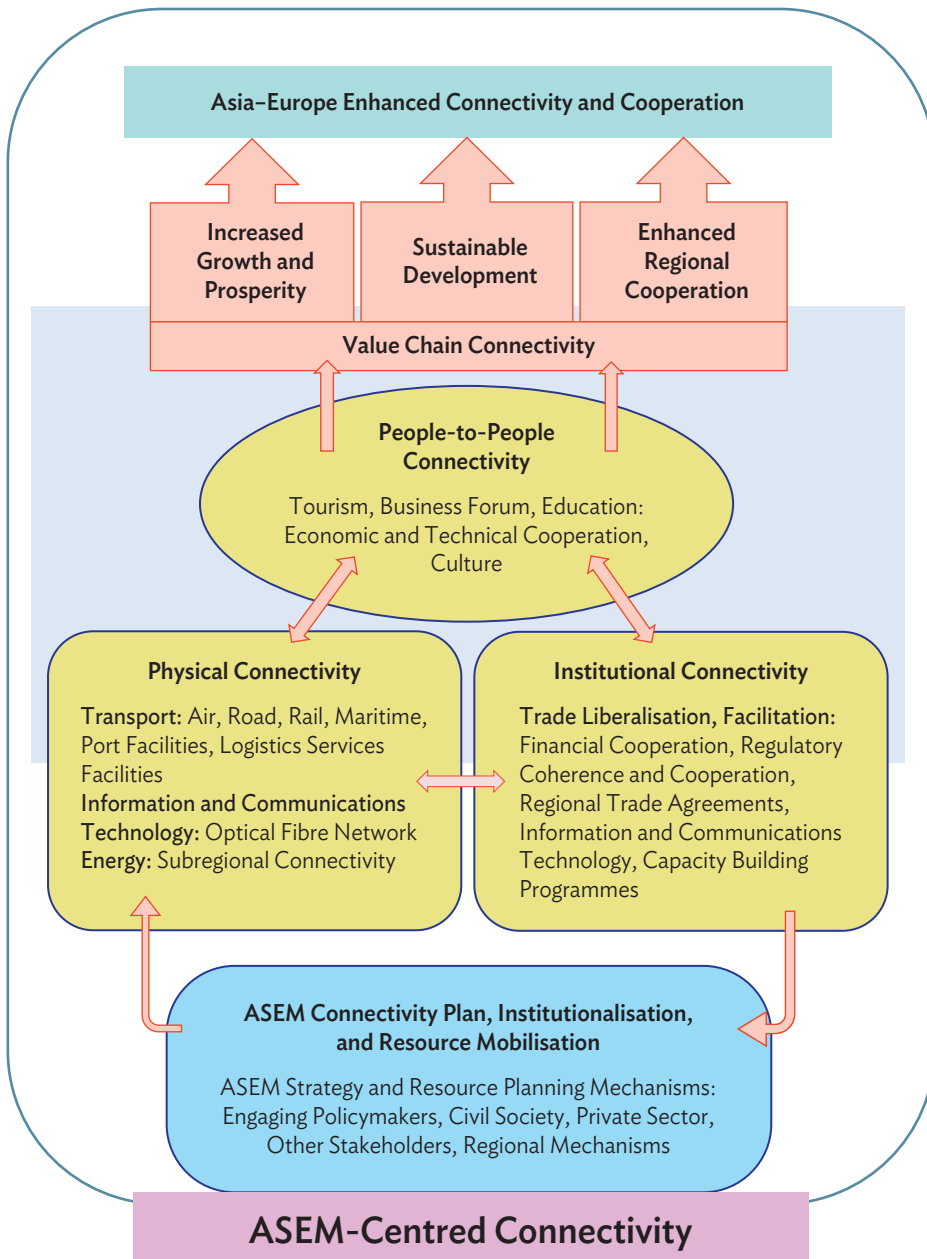 Asia–Europe Enhanced Connectivity and Cooperation
Increased
Growth and
Prosperity
Sustainable
Development
Enhanced
Regional
Cooperation
Value Chain Connectivity
People-to-People
Connectivity
Tourism, Business Forum, Education:
Economic and Technical Cooperation,
Culture
Physical Connectivity
Transport: Air, Road, Rail, Maritime,
Port Facilities, Logistics Services
Facilities
Information and Communications
Technology: Optical Fibre Network
Energy: Subregional Connectivity
Institutional Connectivity
Trade Liberalisation, Facilitation:
Financial Cooperation, Regulatory
Coherence and Cooperation,
Regional Trade Agreements,
Information and Communications
Technology, Capacity Building
Programmes
ASEM Connectivity Plan, Institutionalisation,
and Resource Mobilisation
ASEM Strategy and Resource Planning Mechanisms:
Engaging Policymakers, Civil Society, Private Sector,
Other Stakeholders, Regional Mechanisms
ASEM-Centred Connectivity